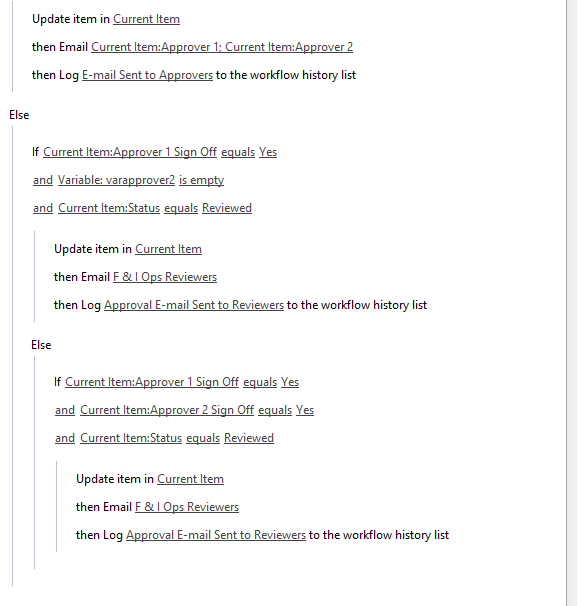 Update item in Current Item
then Email Current Item:Approver 1; Current Item:Approver 2
then Log E-mail Sent to Approvers to the workflow history list
Else
If Current Item:Approver 1 Sign Off equals Yes
and Variable: varapprover2 is empty
and Current Item:Status equals Reviewed
Update item in Current Item
then Email F & I Ops Reviewers
then Log Approval E-mail Sent to Reviewers to the workflow history list
Else
If Current Item:Approver 1 Sign Off equals Yes
and Current Item:Approver 2 Sign Off equals Yes
and Current Item:Status equals Reviewed
Update item in Current Item
then Email F & I Ops Reviewers
then Log Approval E-mail Sent to Reviewers to the workflow history list